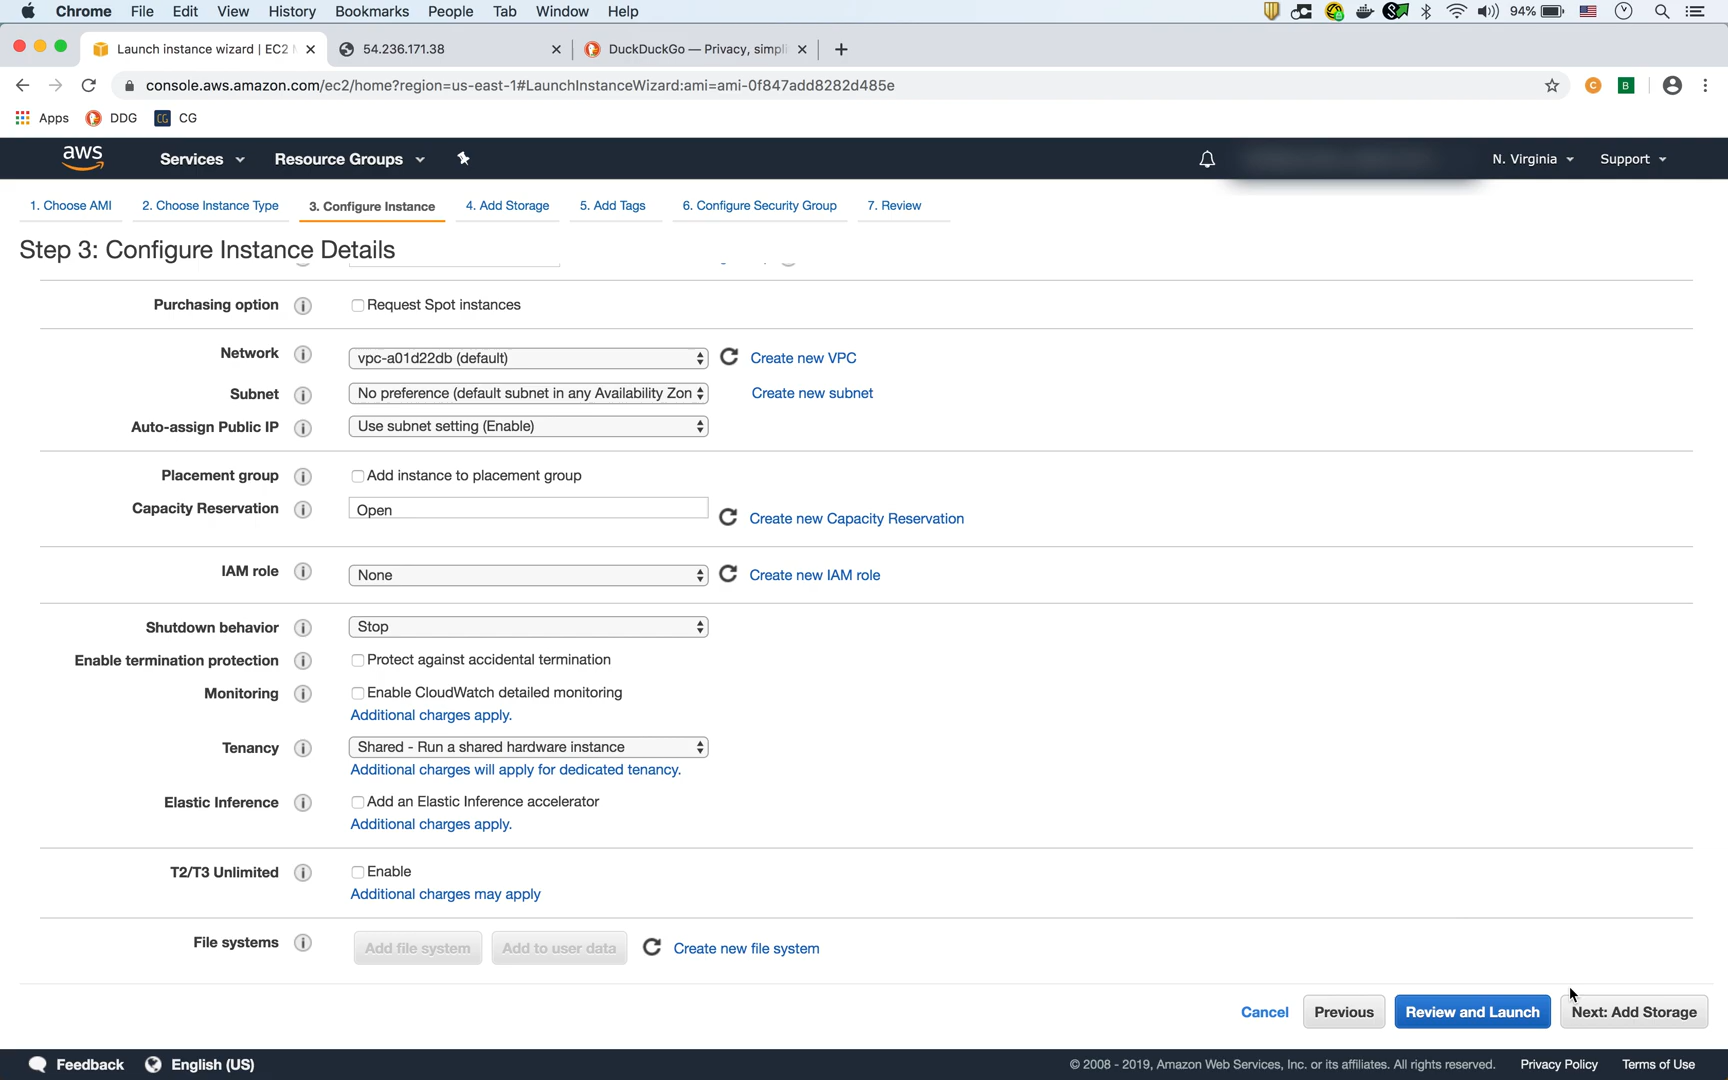 Chrome File Edit View History Bookmarks People Tab Window Help 94%
Launch instance wizard | EC2 M 54.236.171.38 DuckDuckGo — Privacy, simpli
console.aws.amazon.com/ec2/home?region=us-east-1#LaunchInstanceWizard:ami=ami-0f847add8282d485e
Apps DDG CG CG
aws Services Resource Groups N. Virginia Support
1. Choose AMI 2. Choose Instance Type 3. Configure Instance 4. Add Storage 5. Add Tags 6. Configure Security Group 7. Review
Step 3: Configure Instance Details
Purchasing option Request Spot instances
Network vpc-a01d22db (default) Create new VPC
Subnet No preference (default subnet in any Availability Zon Create new subnet
Auto-assign Public IP Use subnet setting (Enable)
Placement group Add instance to placement group
Capacity Reservation Open Create new Capacity Reservation
IAM role None Create new IAM role
Shutdown behavior Stop
Enable termination protection Protect against accidental termination
Monitoring Enable CloudWatch detailed monitoring
Additional charges apply.
Tenancy Shared - Run a shared hardware instance
Additional charges will apply for dedicated tenancy.
Elastic Inference Add an Elastic Inference accelerator
Additional charges apply.
T2/T3 Unlimited Enable
Additional charges may apply
File systems Add file system Add to user data Create new file system
Cancel Previous Review and Launch Next: Add Storage
Feedback English (US) © 2008 - 2019, Amazon Web Services, Inc. or its affiliates. All rights reserved. Privacy Policy Terms of Use